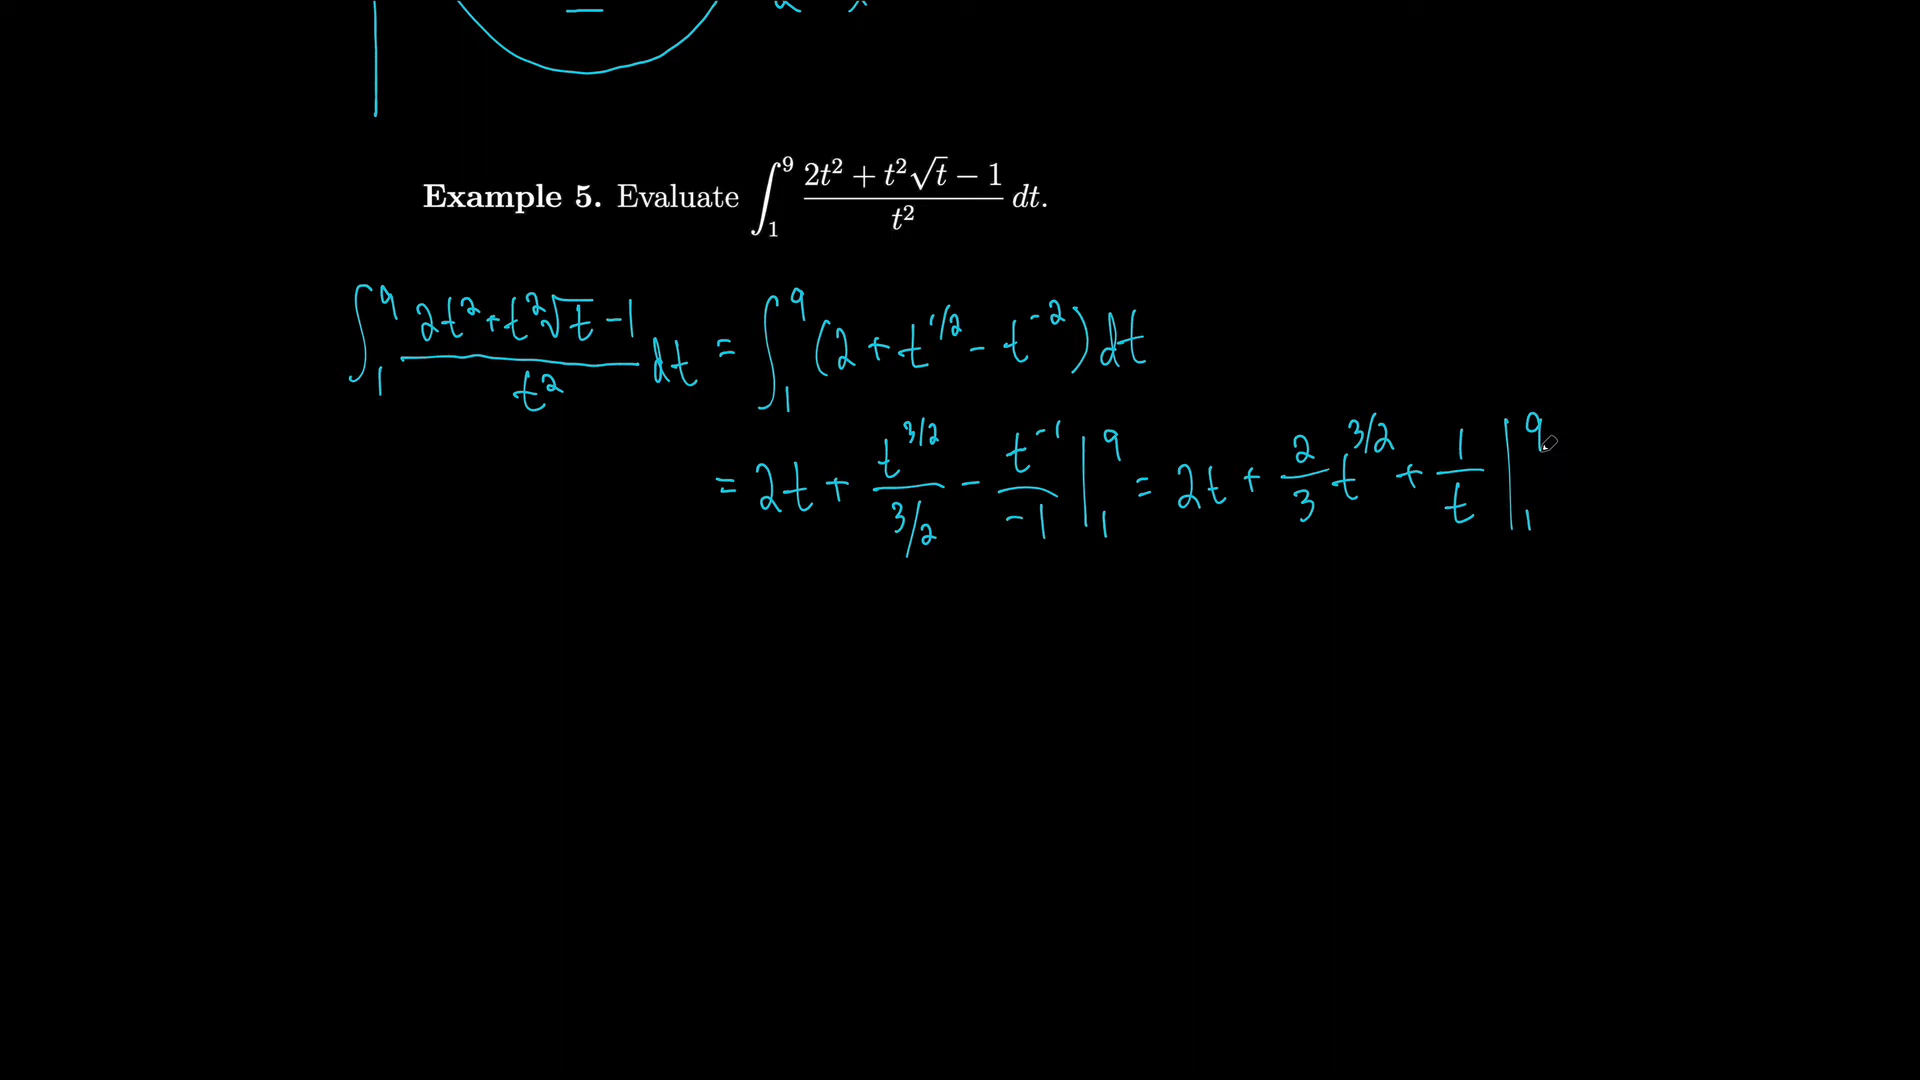 Example 5. Evaluate ∫₁⁹ (2t² + t²√t − 1)/t² dt.
∫₁⁹ (2t² + t²√t − 1)/t² dt = ∫₁⁹ (2 + t^(1/2) − t^(−2)) dt
= 2t + t^(3/2)/(3/2) − t^(−1)/(−1) |₁⁹ = 2t + 2/3 t^(3/2) + 1/t |₁⁹